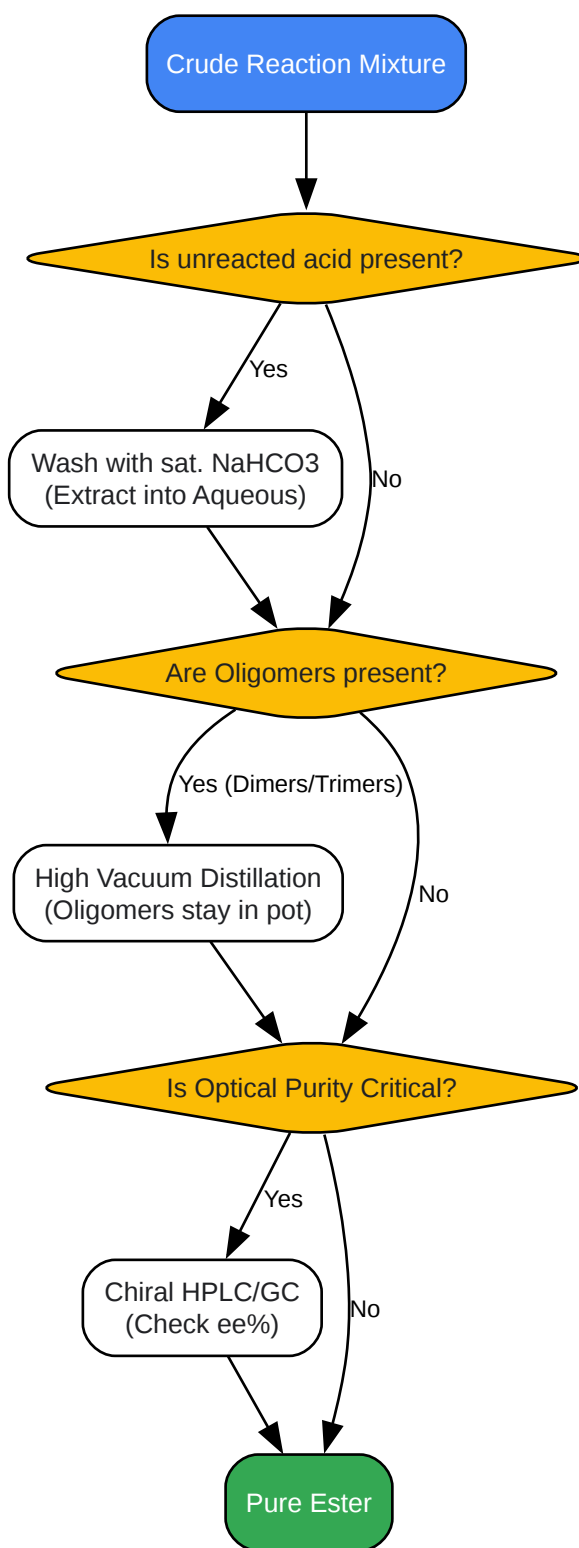 Crude Reaction Mixture
Is unreacted acid present?
Yes
Wash with sat. NaHCO3
(Extract into Aqueous)
No
Are Oligomers present?
Yes (Dimers/Trimers)
High Vacuum Distillation
(Oligomers stay in pot)
No
Is Optical Purity Critical?
Yes
Chiral HPLC/GC
(Check ee%)
No
Pure Ester